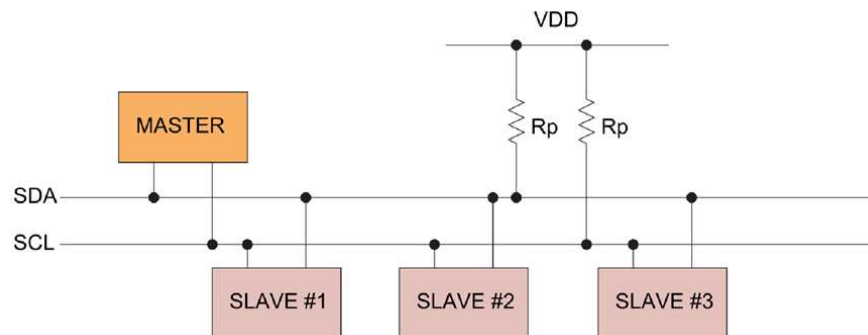 VDD
MASTER
Rp
Rp
SDA
SCL
SLAVE #1
SLAVE #2
SLAVE #3